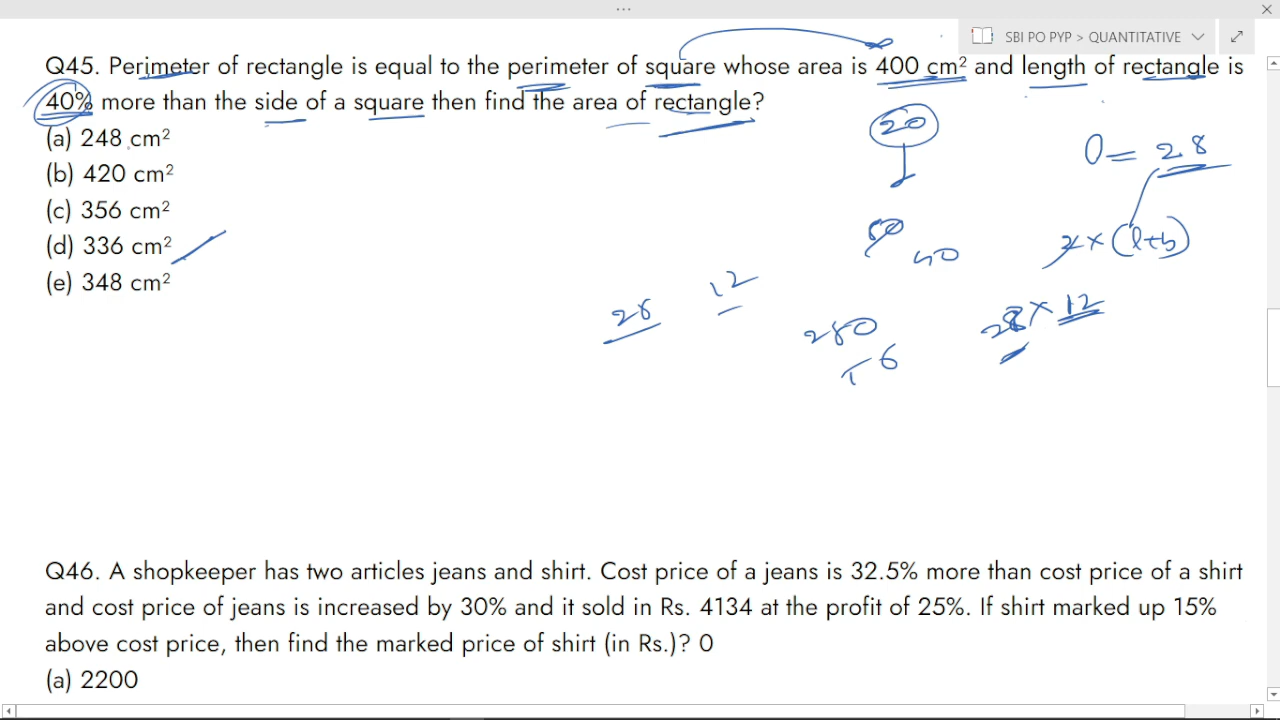 SBI PO PYP > QUANTITATIVE
Q45. Perimeter of rectangle is equal to the perimeter of square whose area is 400 cm² and length of rectangle is
40% more than the side of a square then find the area of rectangle?
(a) 248 cm²
(b) 420 cm²
(c) 356 cm²
(d) 336 cm²
(e) 348 cm²
20
= 28
80
40
2 × (l+b)
28 12
280
56
28 × 12
Q46. A shopkeeper has two articles jeans and shirt. Cost price of a jeans is 32.5% more than cost price of a shirt
and cost price of jeans is increased by 30% and it sold in Rs. 4134 at the profit of 25%. If shirt marked up 15%
above cost price, then find the marked price of shirt (in Rs.)? 0
(a) 2200